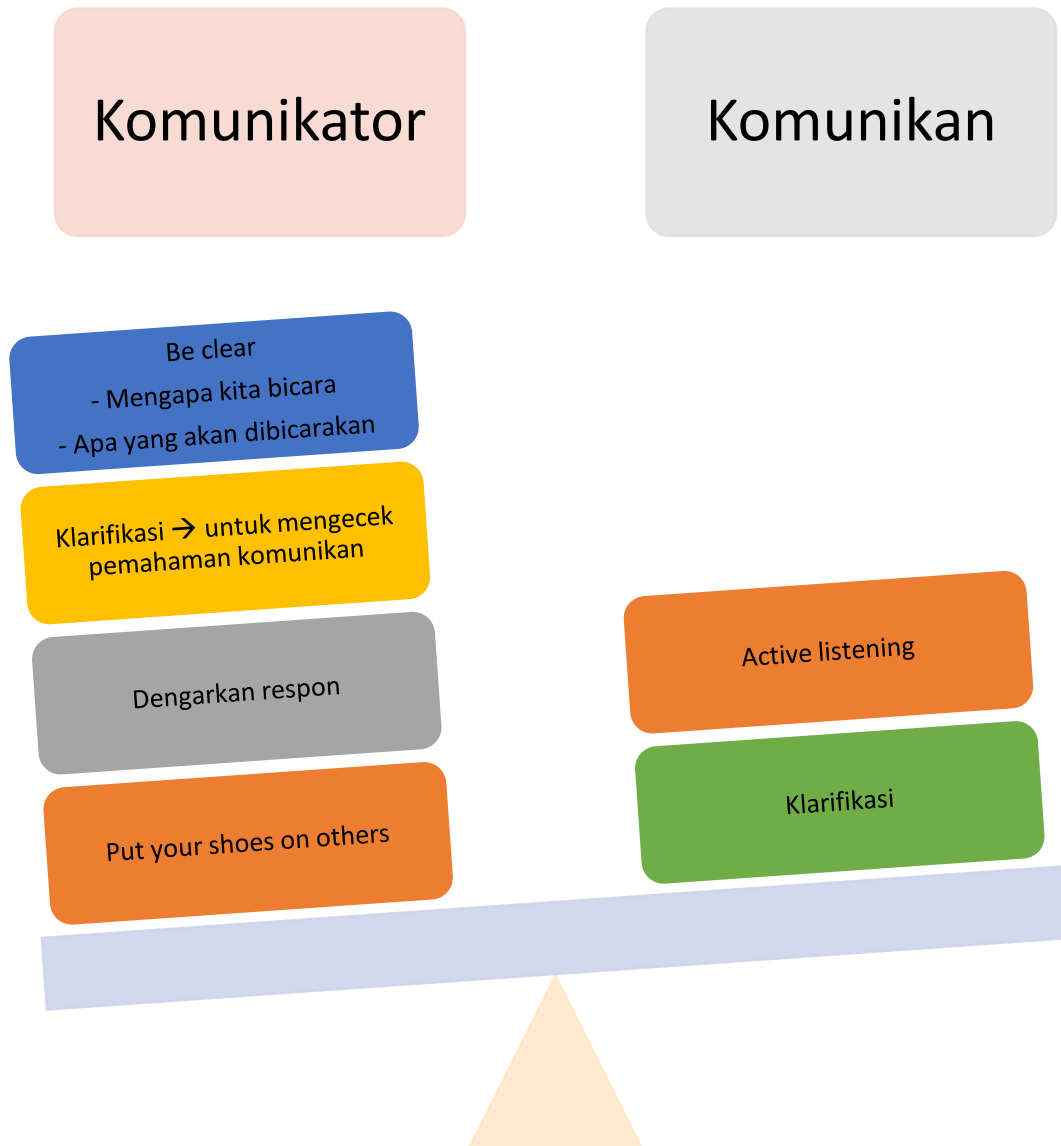 Komunikator
Komunikan
Be clear
- Mengapa kita bicara
- Apa yang akan dibicarakan
Klarifikasi → untuk mengecek
pemahaman komunikan
Dengarkan respon
Put your shoes on others
Active listening
Klarifikasi